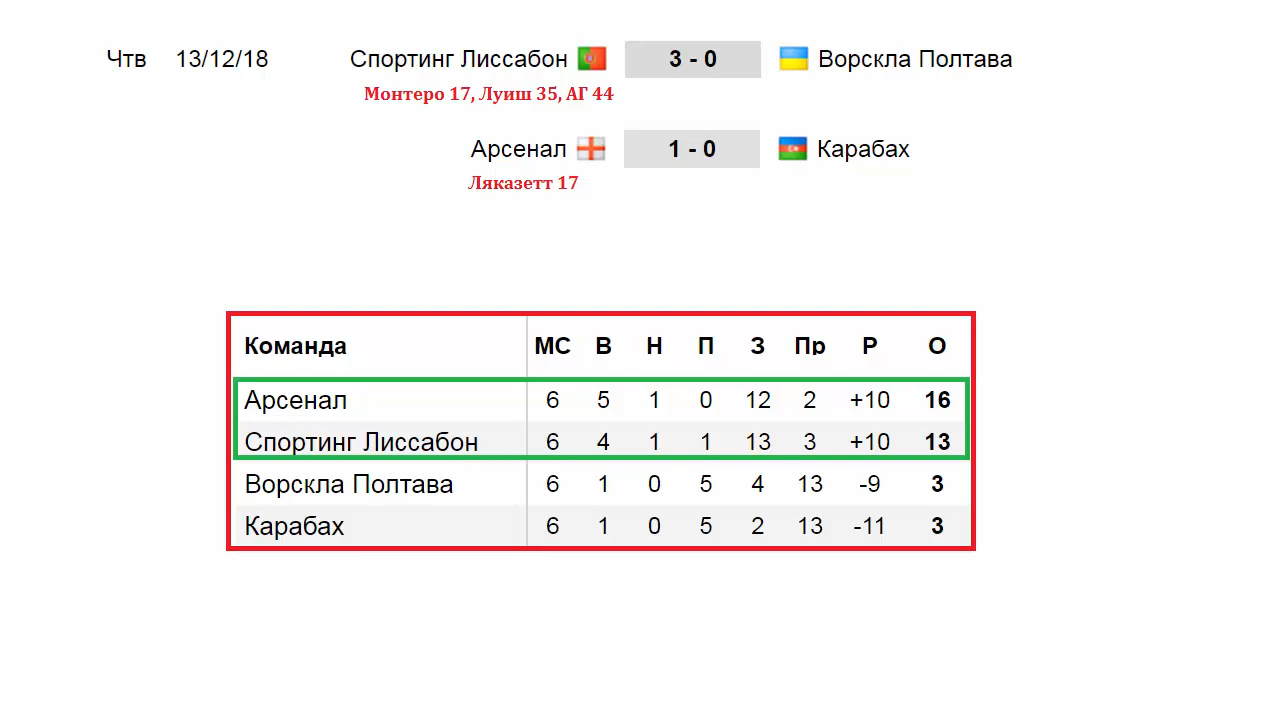 Чтв 13/12/18 Спортинг Лиссабон 3 - 0 Ворскла Полтава
Монтеро 17, Луиш 35, АГ 44
Арсенал 1 - 0 Карабах
Ляказетт 17
Команда МС В Н П З Пр Р О
Арсенал 6 5 1 0 12 2 +10 16
Спортинг Лиссабон 6 4 1 1 13 3 +10 13
Ворскла Полтава 6 1 0 5 4 13 -9 3
Карабах 6 1 0 5 2 13 -11 3